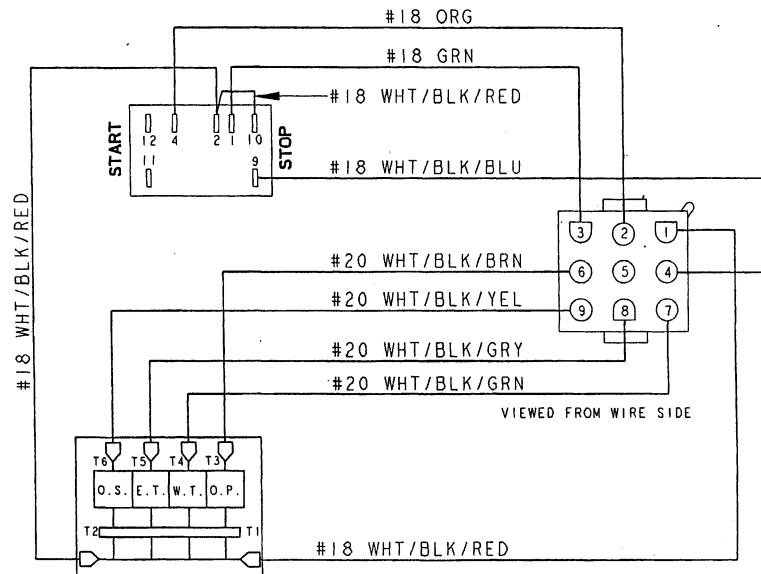 #18 ORG
#18 GRN
#18 WHT/BLK/RED
START
12 4 2 1 10
STOP
11 9
#18 WHT/BLK/BLU
#18 WHT/BLK/RED
3 2 1
#20 WHT/BLK/BRN
6 5 4
#20 WHT/BLK/YEL
9 8 7
#20 WHT/BLK/GRY
#20 WHT/BLK/GRN
VIEWED FROM WIRE SIDE
T6 T5 T4 T3
O.S. E.T. W.T. O.P.
T2 T1
#18 WHT/BLK/RED